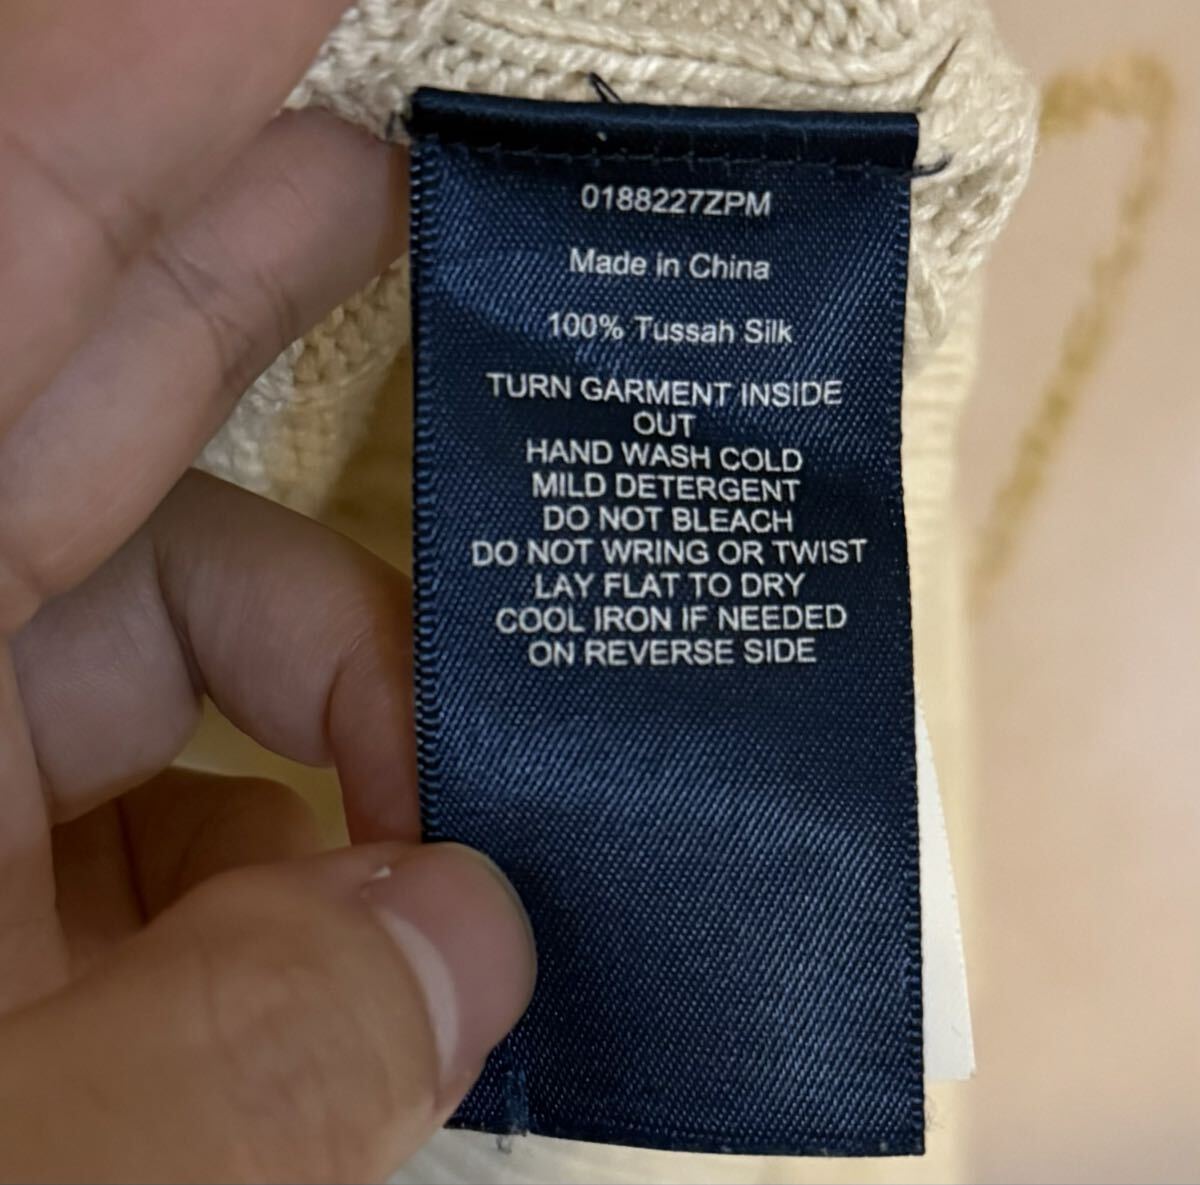 0188227ZPM
Made in China
100% Tussah Silk
TURN GARMENT INSIDE
OUT
HAND WASH COLD
MILD DETERGENT
DO NOT BLEACH
DO NOT WRING OR TWIST
LAY FLAT TO DRY
COOL IRON IF NEEDED
ON REVERSE SIDE